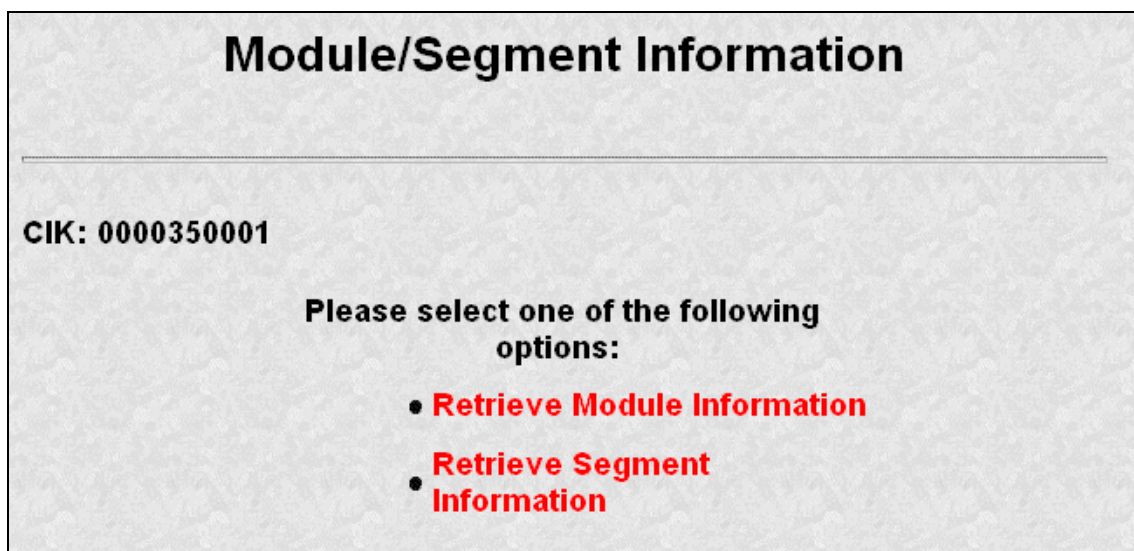 Module/Segment Information
CIK: 0000350001
Please select one of the following
options:
Retrieve Module Information
Retrieve Segment
Information